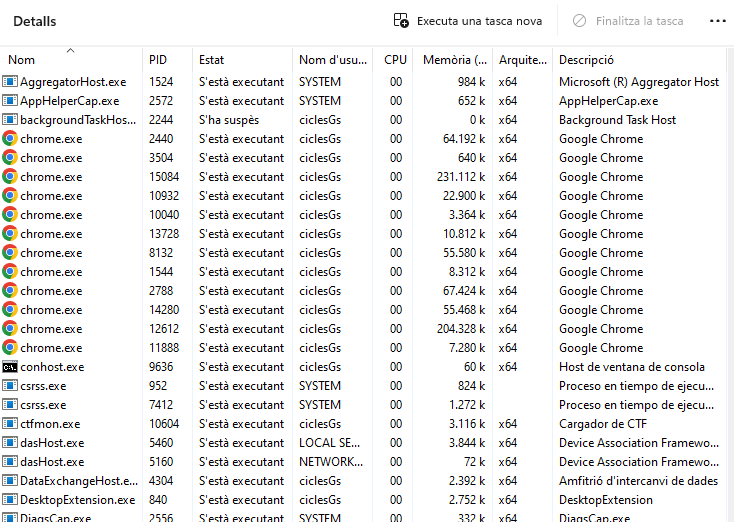 Detalls Executa una tasca nova Finalitza la tasca
Nom PID Estat Nom d'usu... CPU Memòria (... Arquite... Descripció
AggregatorHost.exe 1524 S'està executant SYSTEM 00 984 k x64 Microsoft (R) Aggregator Host
AppHelperCap.exe 2572 S'està executant SYSTEM 00 652 k x64 AppHelperCap.exe
backgroundTaskHos... 2244 S'ha suspès ciclesGs 00 0 k x64 Background Task Host
chrome.exe 2440 S'està executant ciclesGs 00 64.192 k x64 Google Chrome
chrome.exe 3504 S'està executant ciclesGs 00 640 k x64 Google Chrome
chrome.exe 15084 S'està executant ciclesGs 00 231.112 k x64 Google Chrome
chrome.exe 10932 S'està executant ciclesGs 00 22.900 k x64 Google Chrome
chrome.exe 10040 S'està executant ciclesGs 00 3.364 k x64 Google Chrome
chrome.exe 13728 S'està executant ciclesGs 00 10.812 k x64 Google Chrome
chrome.exe 8132 S'està executant ciclesGs 00 55.580 k x64 Google Chrome
chrome.exe 1544 S'està executant ciclesGs 00 8.312 k x64 Google Chrome
chrome.exe 2788 S'està executant ciclesGs 00 67.424 k x64 Google Chrome
chrome.exe 14280 S'està executant ciclesGs 00 55.468 k x64 Google Chrome
chrome.exe 12612 S'està executant ciclesGs 00 204.328 k x64 Google Chrome
chrome.exe 11888 S'està executant ciclesGs 00 7.280 k x64 Google Chrome
conhost.exe 9636 S'està executant ciclesGs 00 60 k x64 Host de ventana de consola
csrss.exe 952 S'està executant SYSTEM 00 824 k Proceso en tiempo de ejecu...
csrss.exe 7412 S'està executant SYSTEM 00 1.272 k Proceso en tiempo de ejecu...
ctfmon.exe 10604 S'està executant ciclesGs 00 3.116 k x64 Cargador de CTF
dasHost.exe 5460 S'està executant LOCAL SE... 00 3.844 k x64 Device Association Framewo...
dasHost.exe 5160 S'està executant NETWORK... 00 72 k x64 Device Association Framewo...
DataExchangeHost.e... 4304 S'està executant ciclesGs 00 2.392 k x64 Amfitrió d'intercanvi de dades
DesktopExtension.exe 840 S'està executant ciclesGs 00 2.752 k x64 DesktopExtension
DiagsCap.exe 2556 S'està executant SYSTEM 00 332 k x64 DiagsCap.exe